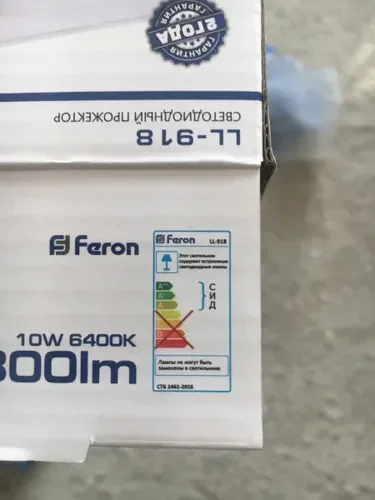 2 ГОДА
ГАРАНТИЯ
ГАРАНТИЯ
СВЕТОДИОДНЫЙ ПРОЖЕКТОР
LL-918
Feron
10W 6400K
800lm
Feron
LL-918
Этот светильник
содержит встроенные
светодиодные лампы
A++
A+
A
B
С
И
Д
Лампы не могут быть
заменены в светильнике
СТБ 2461-2016